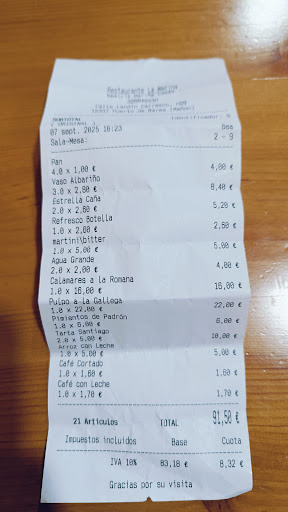 Restaurante La
SUBTOTAL
Identificador: 
07 sept. 2025 16:23 Des
Sala-Mesa: 2 - 9
Pan
4.0 x 1,00 € 4,00 €
Vaso Albariño
3.0 x 2,80 € 8,40 €
Estrella Caña
2.0 x 2,60 € 5,20 €
Refresco Botella
1.0 x 2,60 € 2,60 €
martini\bitter
1.0 x 5,00 € 5,00 €
Agua Grande
2.0 x 2,00 € 4,00 €
Calamares a la Romana
1.0 x 16,00 € 16,00 €
Pulpo a la Gallega
1.0 x 22,00 € 22,00 €
Pimientos de Padrón
1.0 x 6,00 € 6,00 €
Tarta Santiago
2.0 x 5,00 € 10,00 €
Arroz con Leche
1.0 x 5,00 € 5,00 €
Café Cortado
1.0 x 1,60 € 1,60 €
Café con Leche
1.0 x 1,70 € 1,70 €
21 Artículos TOTAL 91,50 €
Impuestos incluidos Base Cuota
IVA 10% 83,18 € 8,32 €
Gracias por su visita